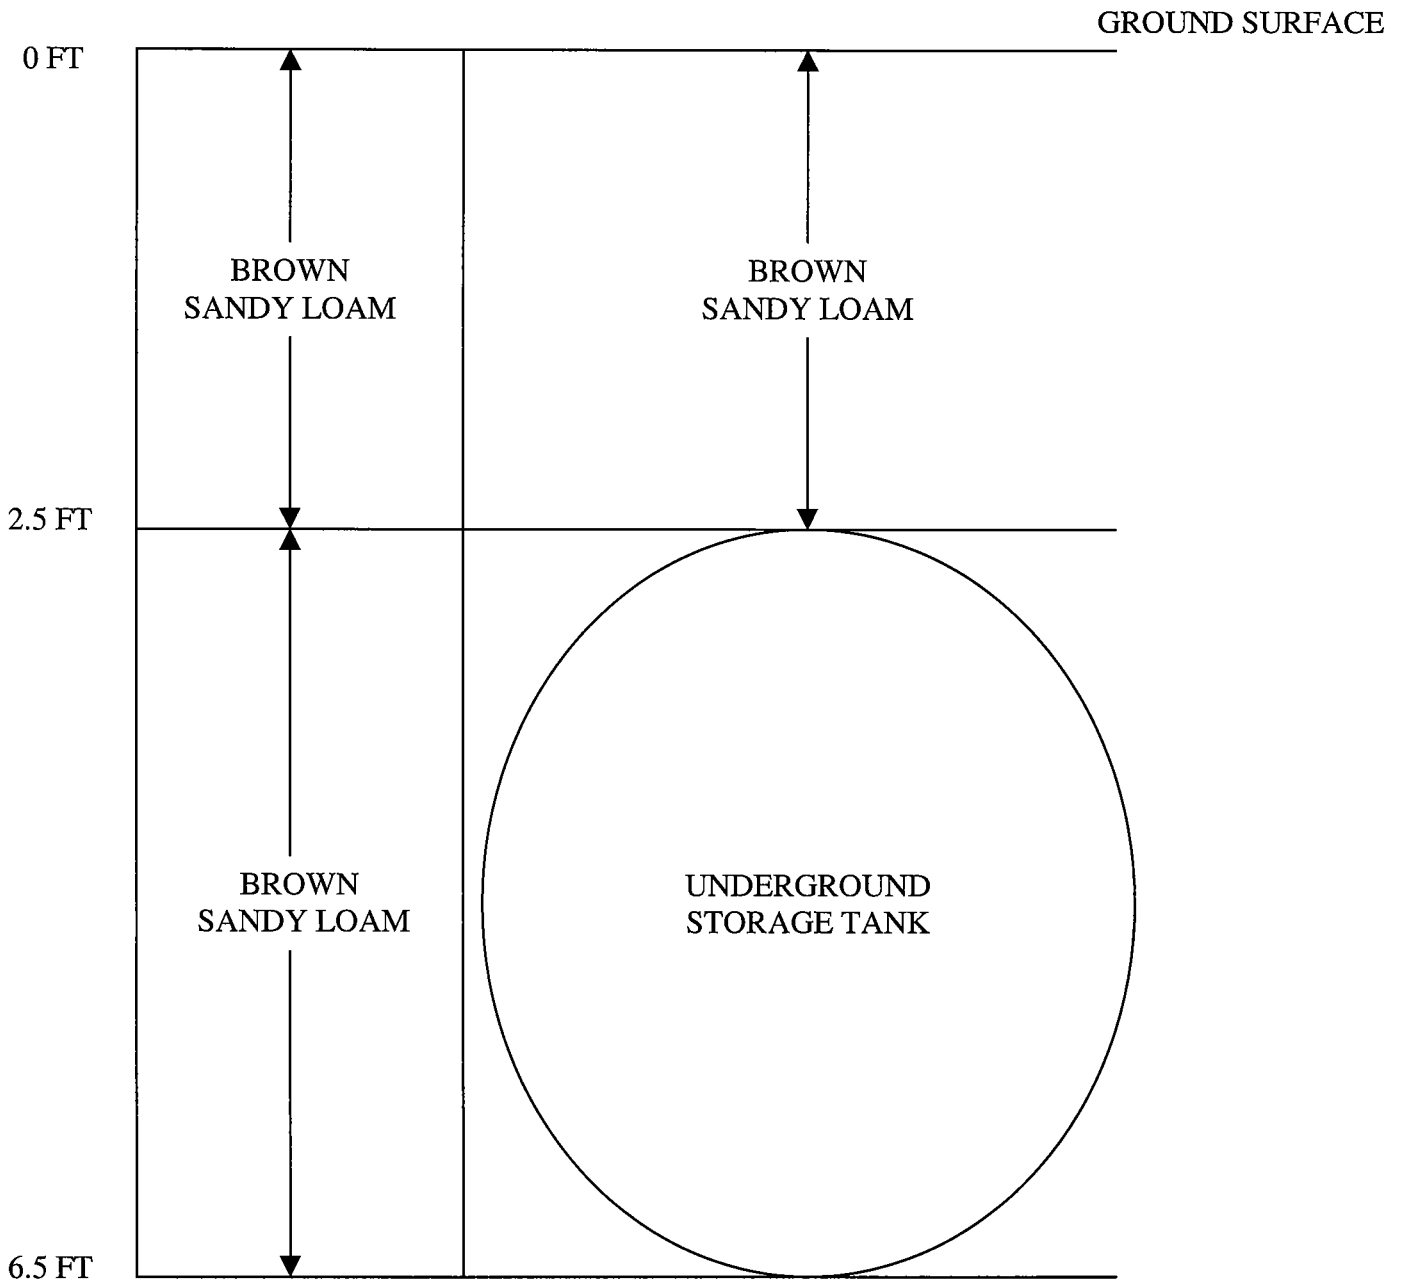 GROUND SURFACE
0 FT
BROWN
SANDY LOAM
BROWN
SANDY LOAM
2.5 FT
BROWN
SANDY LOAM
UNDERGROUND
STORAGE TANK
6.5 FT